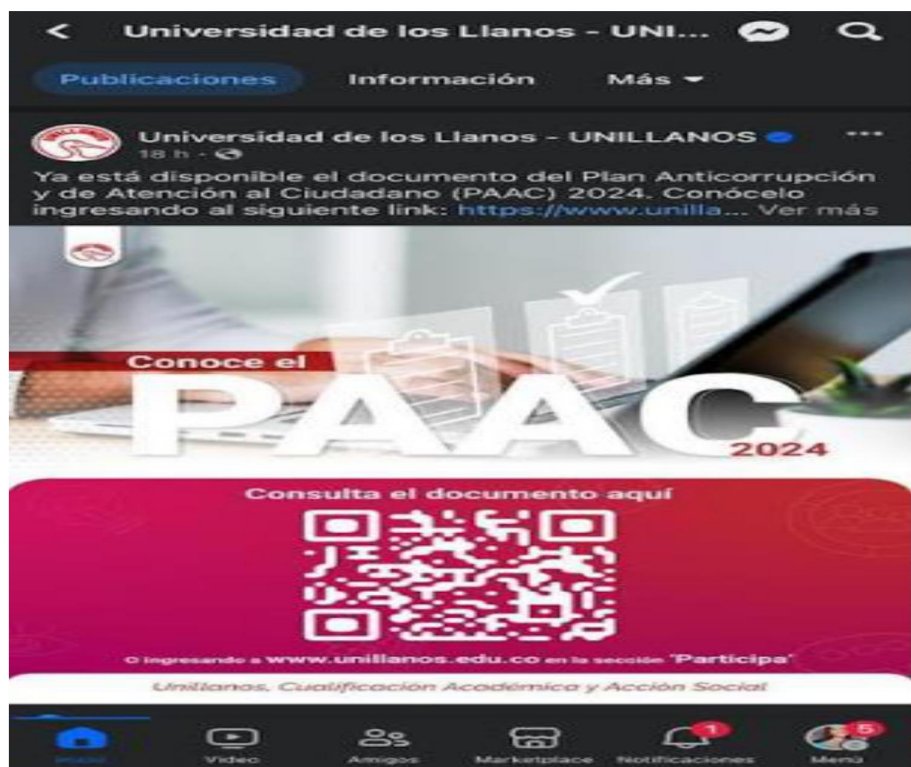 Universidad de los Llanos - UNI...
Publicaciones Información Más
Universidad de los Llanos - UNILLANOS
18 h
Ya está disponible el documento del Plan Anticorrupción
y de Atención al Ciudadano (PAAC) 2024. Conócelo
ingresando al siguiente link: https://www.unilla... Ver más
Conoce el
PAAC
2024
Consulta el documento aquí
O ingresando a www.unillanos.edu.co en la sección "Participa"
Unillanos, Cualificación Académica y Acción Social
1 5
Inicio Video Amigos Marketplace Notificaciones Menú